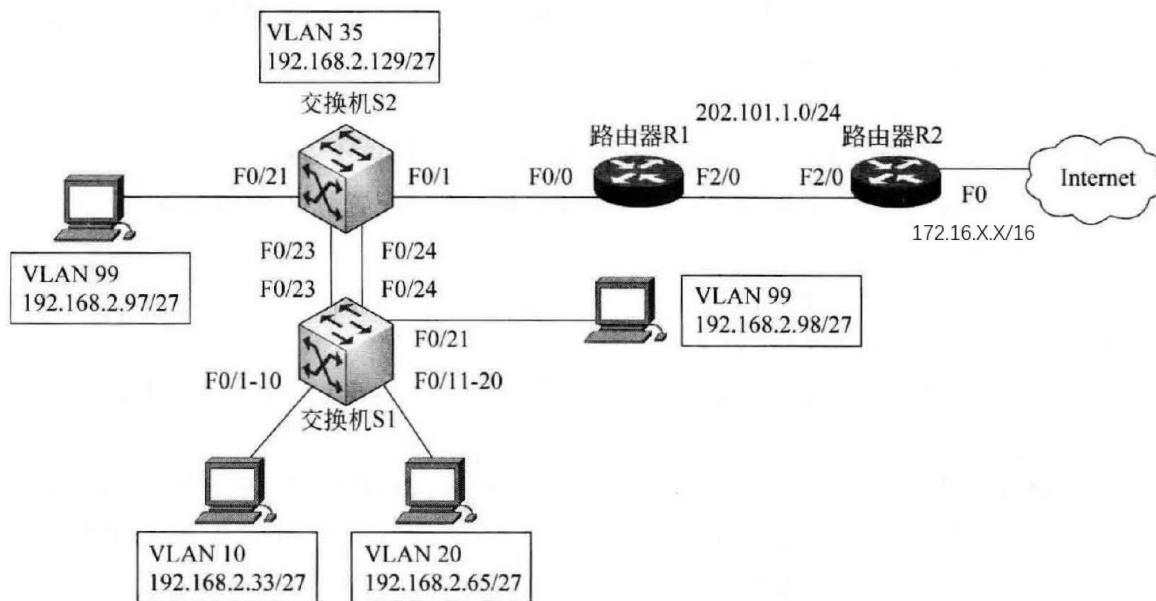 VLAN 35
192.168.2.129/27
交换机S2
202.101.1.0/24
路由器R1
路由器R2
F0/21
F0/1
F0/0
F2/0
F2/0
F0
Internet
172.16.X.X/16
VLAN 99
192.168.2.97/27
F0/23
F0/24
F0/23
F0/24
VLAN 99
192.168.2.98/27
F0/21
F0/1-10
F0/11-20
交换机S1
VLAN 10
192.168.2.33/27
VLAN 20
192.168.2.65/27